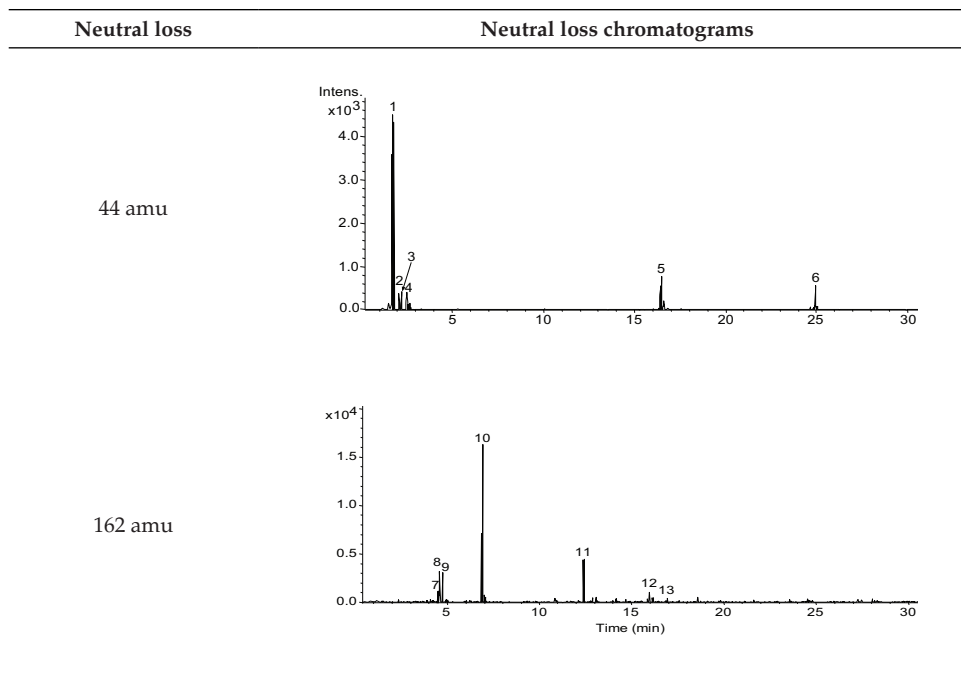 Neutral loss Neutral loss chromatograms
Intens.
x10³
1
4.0
3.0
2.0
3
1.0
2
4
5
6
0.0
5 10 15 20 25 30
44 amu
x10⁴
10
1.5
1.0
0.5
8
9
7
11
12
13
0.0
5 10 15 20 25 30
Time (min)
162 amu